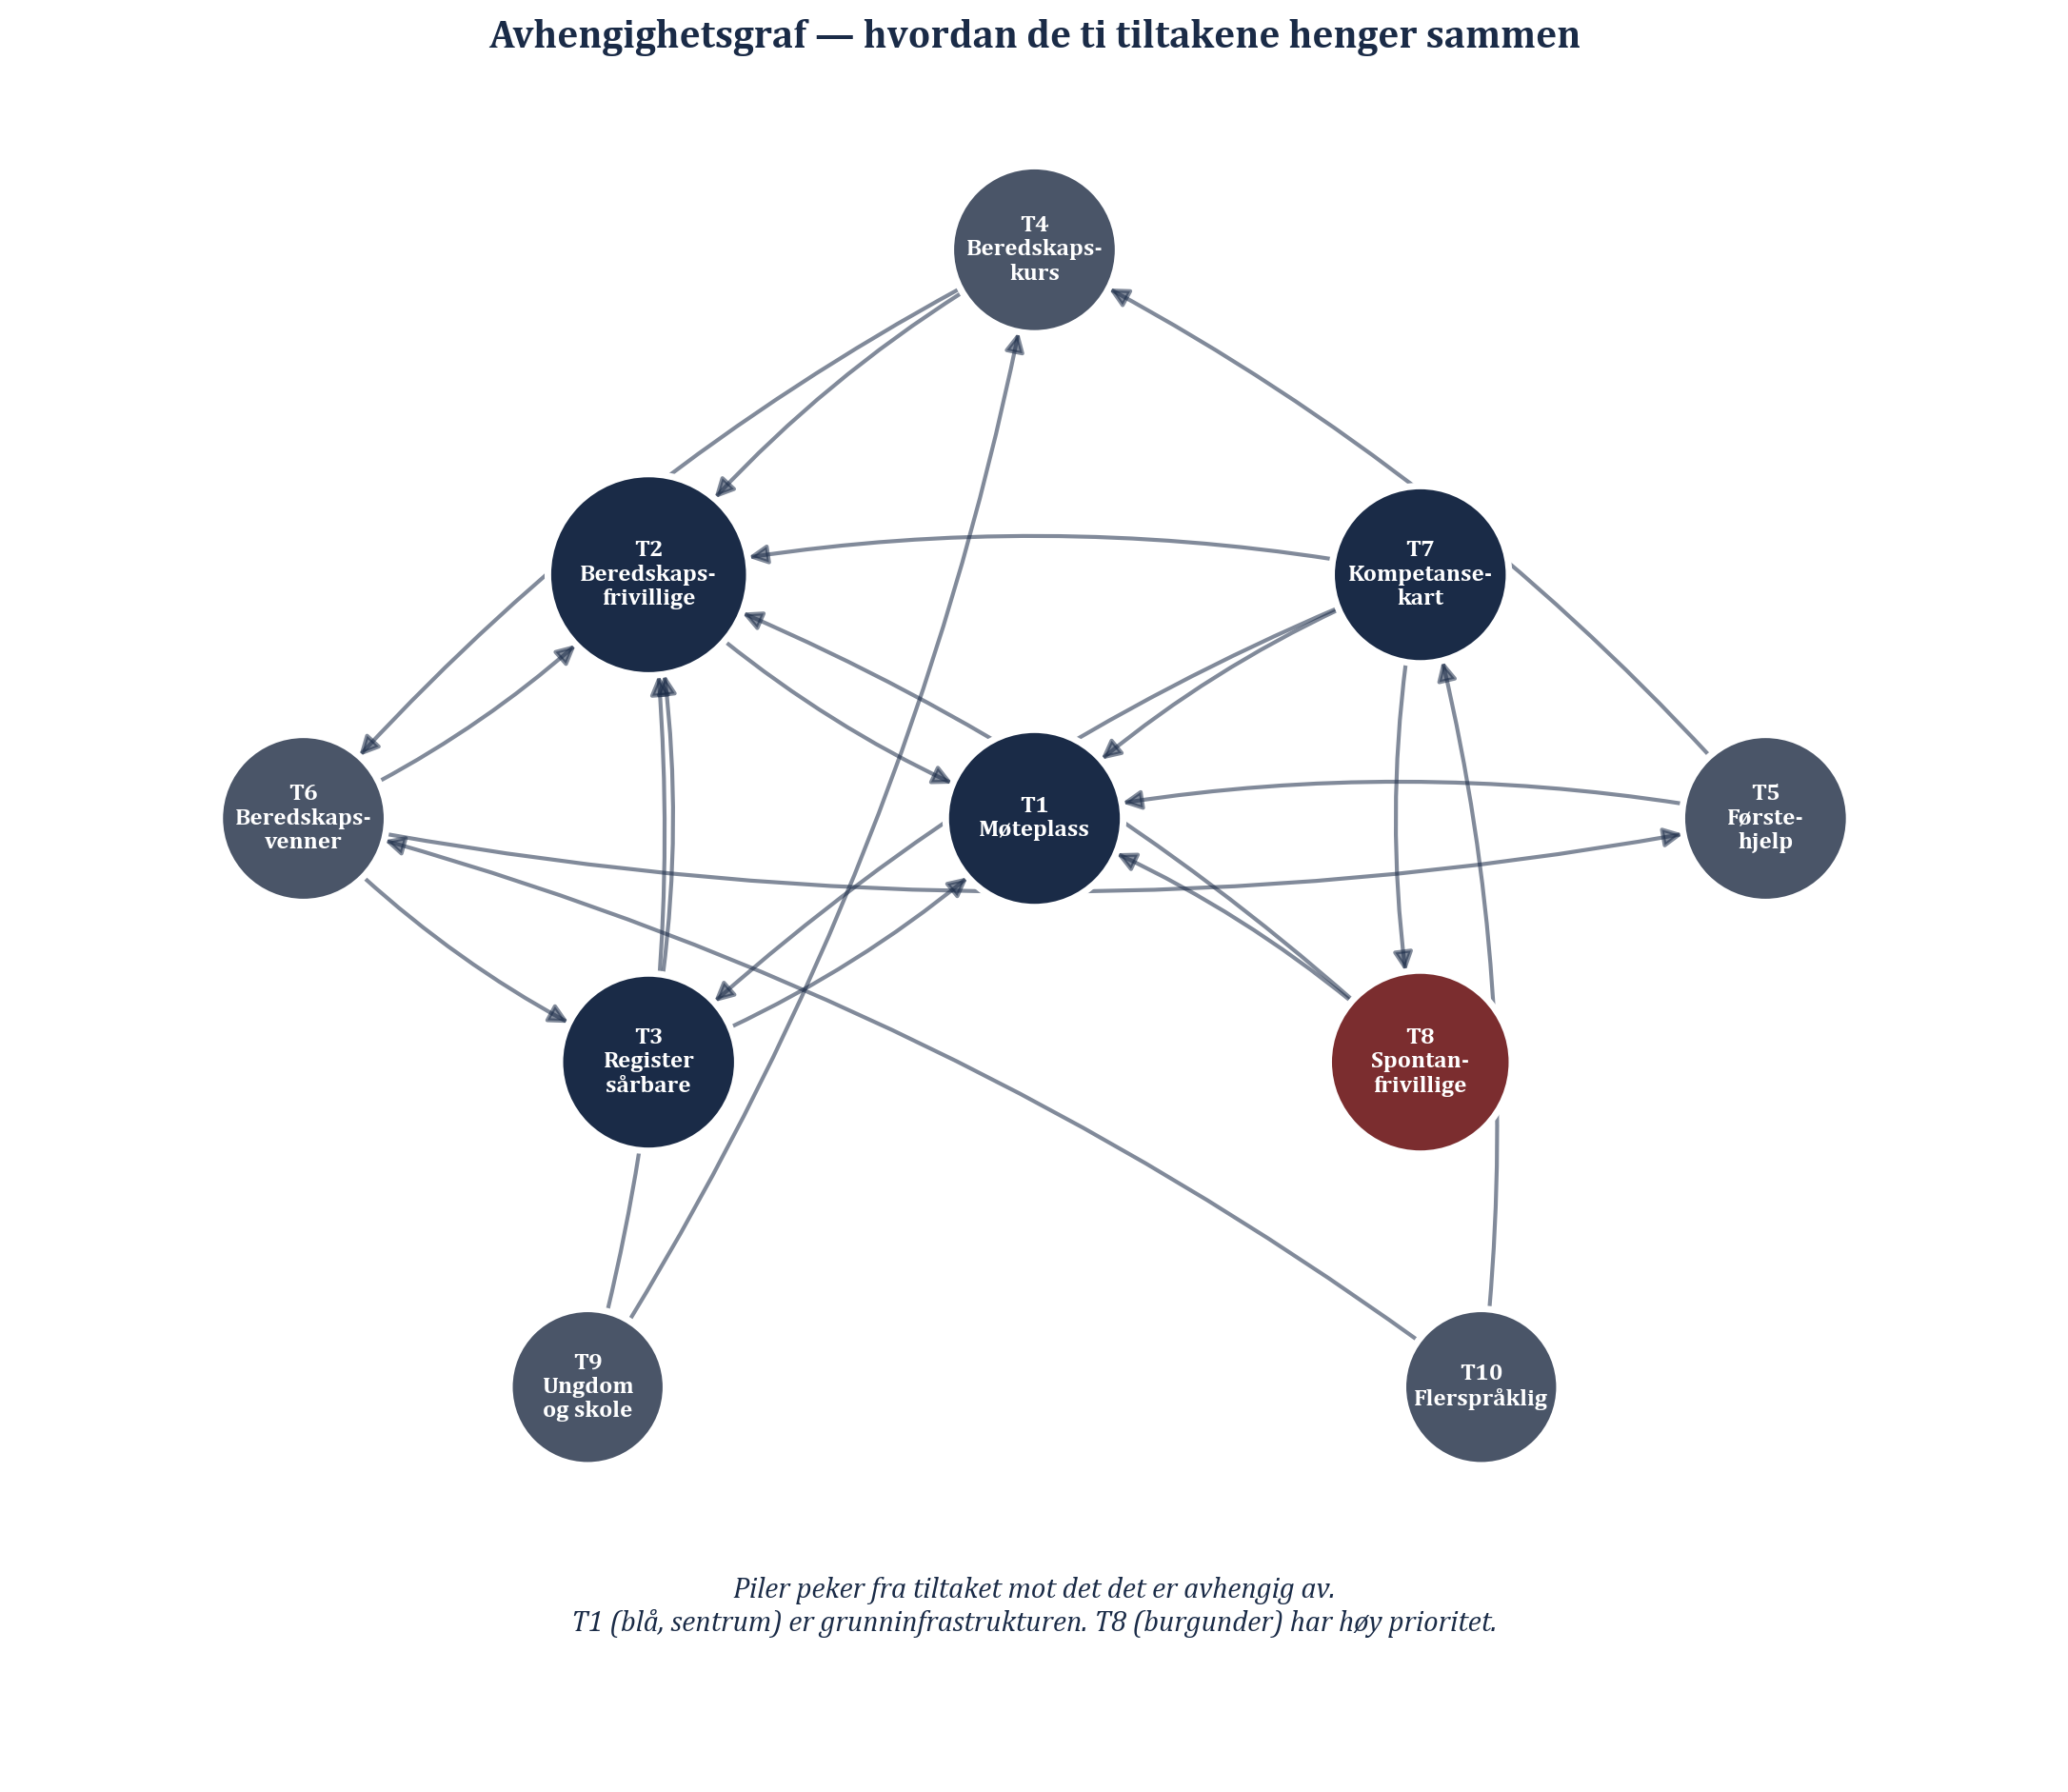 Avhengighetsgraf — hvordan de ti tiltakene henger sammen
T4
Beredskaps-
kurs
T2
Beredskaps-
frivillige
T7
Kompetanse-
kart
T6
Beredskaps-
venner
T1
Møteplass
T5
Første-
hjelp
T3
Register
sårbare
T8
Spontan-
frivillige
T9
Ungdom
og skole
T10
Flerspråklig
Piler peker fra tiltaket mot det det er avhengig av.
T1 (blå, sentrum) er grunninfrastrukturen. T8 (burgunder) har høy prioritet.